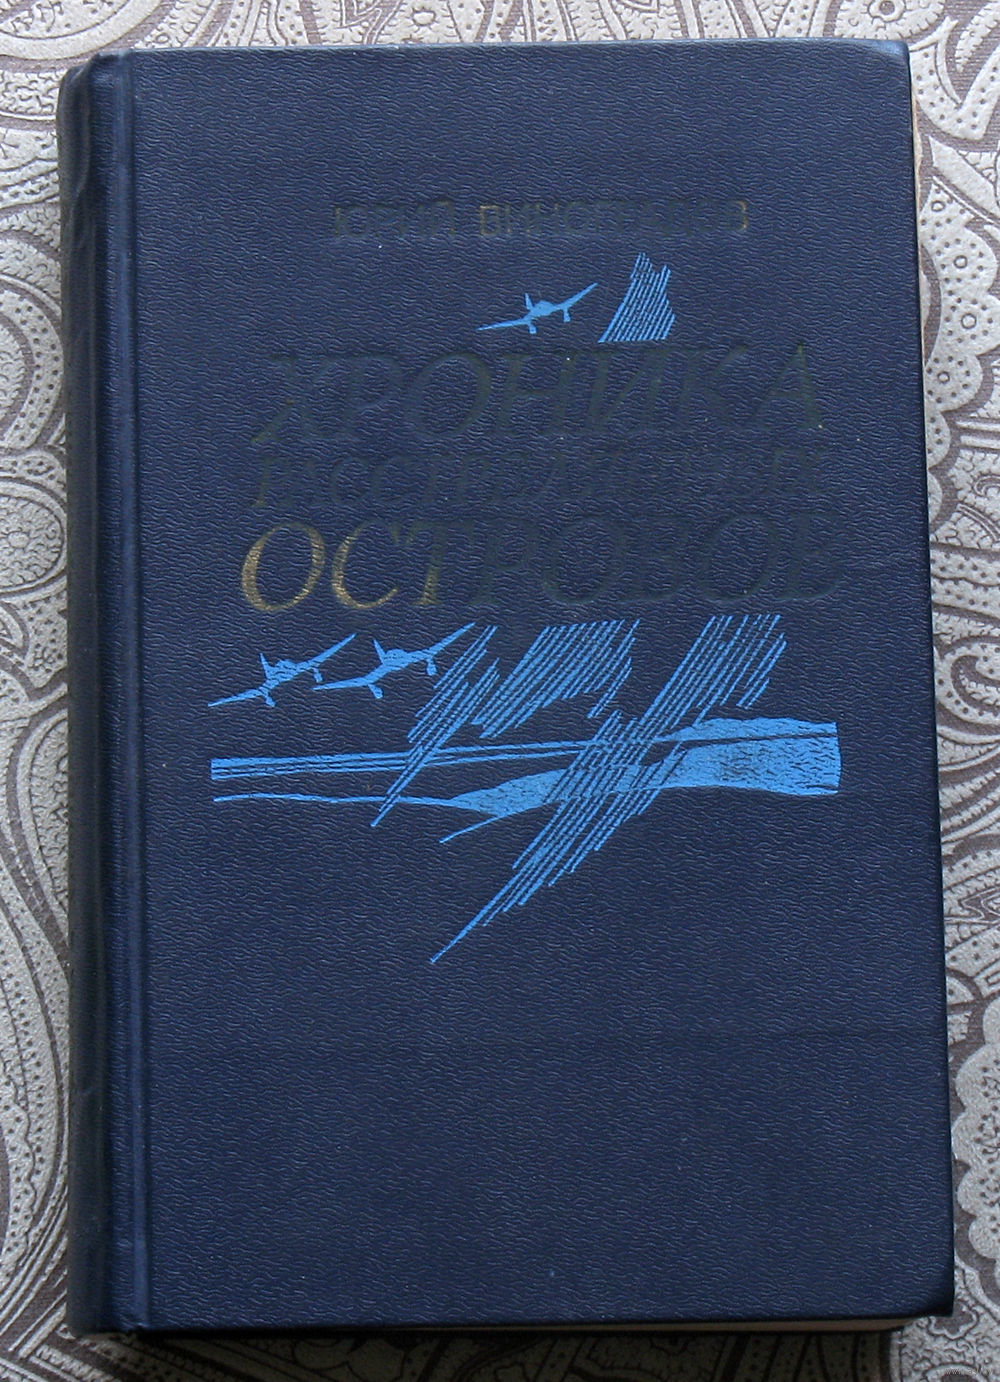 ЮРИЙ ВИНОГРАДОВ
ХРОНИКА
РАССТРЕЛЯННЫХ
ОСТРОВОВ